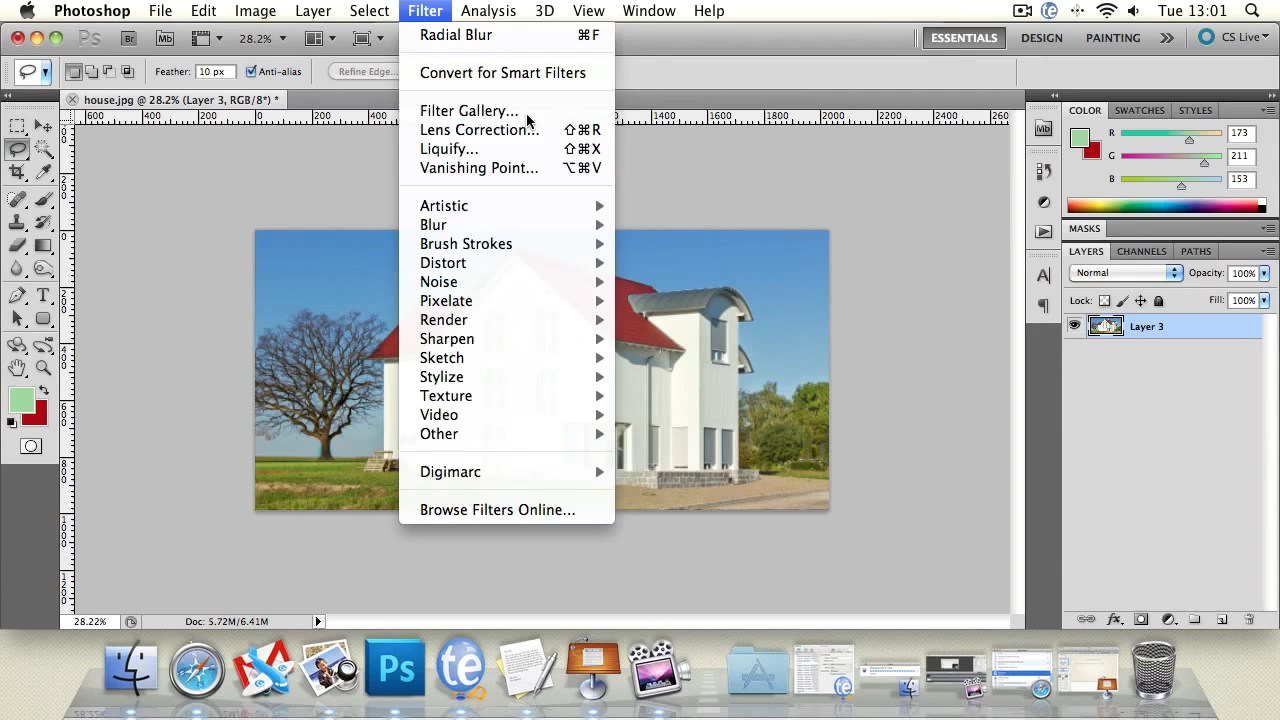 Photoshop File Edit Image Layer Select Filter Analysis 3D View Window Help Tue 13:01
Ps Br Mb 28.2% ESSENTIALS DESIGN PAINTING CS Live
Feather: 10 px Anti-alias Refine Edge...
house.jpg @ 28.2% (Layer 3, RGB/8*) *
600 400 200 0 200 400 1400 1600 1800 2000 2200 2400 260
Radial Blur ⌘F
Convert for Smart Filters
Filter Gallery...
Lens Correction... ⇧⌘R
Liquify... ⇧⌘X
Vanishing Point... ⌥⌘V
Artistic
Blur
Brush Strokes
Distort
Noise
Pixelate
Render
Sharpen
Sketch
Stylize
Texture
Video
Other
Digimarc
Browse Filters Online...
COLOR SWATCHES STYLES
R 173
G 211
B 153
MASKS
LAYERS CHANNELS PATHS
Normal Opacity: 100%
Lock: Fill: 100%
Layer 3
28.22% Doc: 5.72M/6.41M
Ps te